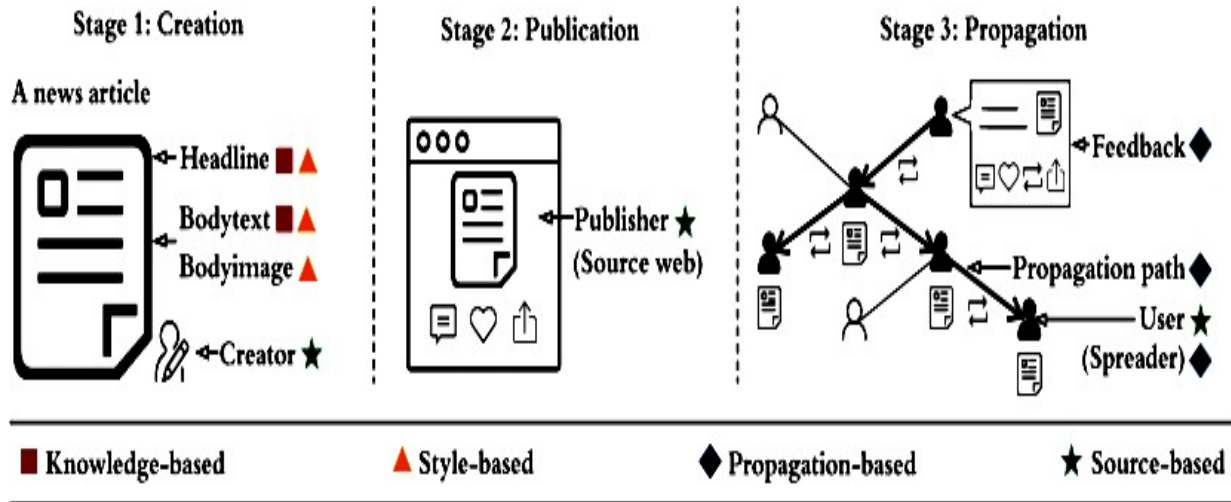 Stage 1: Creation
Stage 2: Publication
Stage 3: Propagation
A news article
Headline
Bodytext
Bodyimage
Creator
Publisher
(Source web)
Feedback
Propagation path
User
(Spreader)
Knowledge-based
Style-based
Propagation-based
Source-based